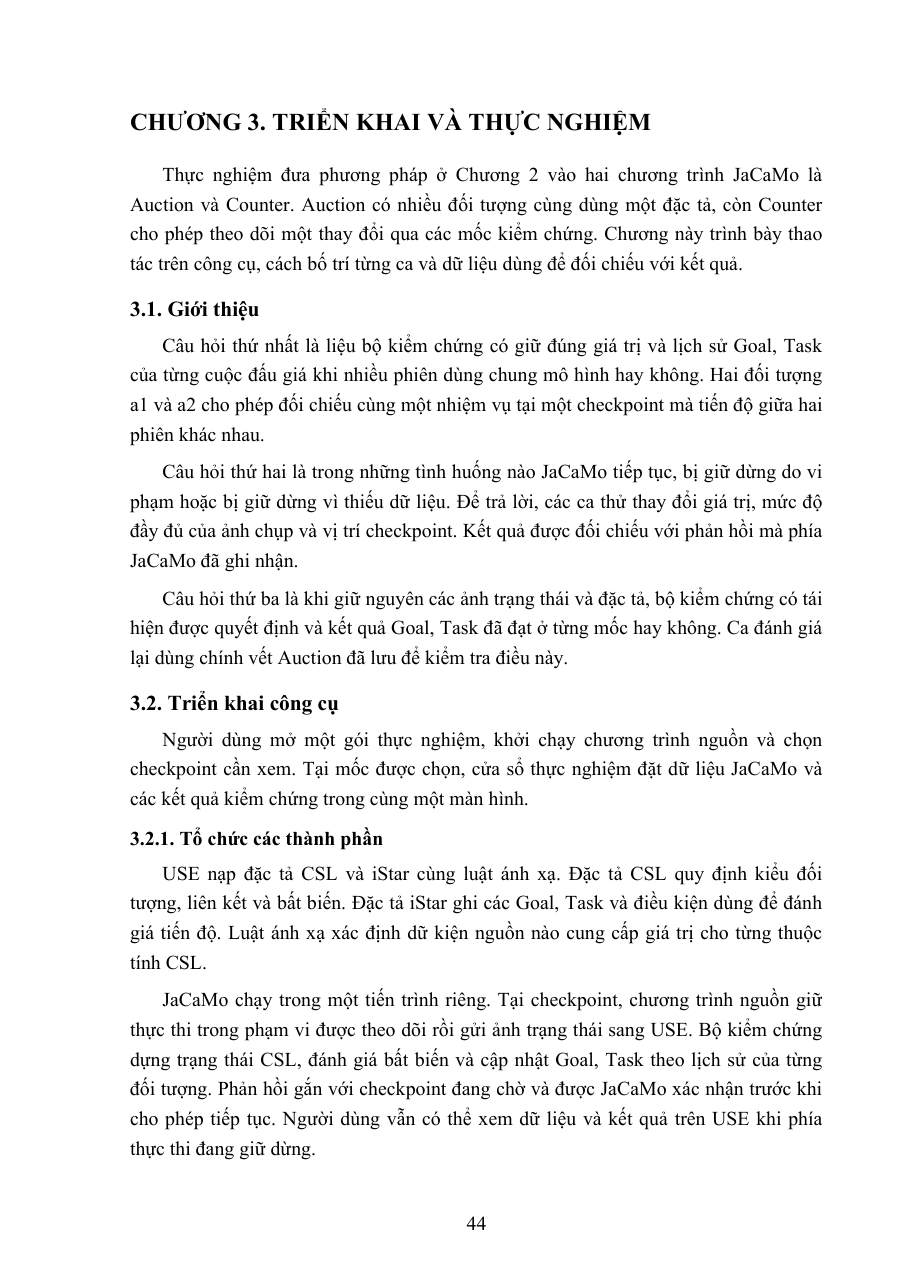 CHƯƠNG 3. TRIỂN KHAI VÀ THỰC NGHIỆM
Thực nghiệm đưa phương pháp ở Chương 2 vào hai chương trình JaCaMo là
Auction và Counter. Auction có nhiều đối tượng cùng dùng một đặc tả, còn Counter
cho phép theo dõi một thay đổi qua các mốc kiểm chứng. Chương này trình bày thao
tác trên công cụ, cách bố trí từng ca và dữ liệu dùng để đối chiếu với kết quả.
3.1. Giới thiệu
Câu hỏi thứ nhất là liệu bộ kiểm chứng có giữ đúng giá trị và lịch sử Goal, Task
của từng cuộc đấu giá khi nhiều phiên dùng chung mô hình hay không. Hai đối tượng
a1 và a2 cho phép đối chiếu cùng một nhiệm vụ tại một checkpoint mà tiến độ giữa hai
phiên khác nhau.
Câu hỏi thứ hai là trong những tình huống nào JaCaMo tiếp tục, bị giữ dừng do vi
phạm hoặc bị giữ dừng vì thiếu dữ liệu. Để trả lời, các ca thử thay đổi giá trị, mức độ
đầy đủ của ảnh chụp và vị trí checkpoint. Kết quả được đối chiếu với phản hồi mà phía
JaCaMo đã ghi nhận.
Câu hỏi thứ ba là khi giữ nguyên các ảnh trạng thái và đặc tả, bộ kiểm chứng có tái
hiện được quyết định và kết quả Goal, Task đã đạt ở từng mốc hay không. Ca đánh giá
lại dùng chính vết Auction đã lưu để kiểm tra điều này.
3.2. Triển khai công cụ
Người dùng mở một gói thực nghiệm, khởi chạy chương trình nguồn và chọn
checkpoint cần xem. Tại mốc được chọn, cửa sổ thực nghiệm đặt dữ liệu JaCaMo và
các kết quả kiểm chứng trong cùng một màn hình.
3.2.1. Tổ chức các thành phần
USE nạp đặc tả CSL và iStar cùng luật ánh xạ. Đặc tả CSL quy định kiểu đối
tượng, liên kết và bất biến. Đặc tả iStar ghi các Goal, Task và điều kiện dùng để đánh
giá tiến độ. Luật ánh xạ xác định dữ kiện nguồn nào cung cấp giá trị cho từng thuộc
tính CSL.
JaCaMo chạy trong một tiến trình riêng. Tại checkpoint, chương trình nguồn giữ
thực thi trong phạm vi được theo dõi rồi gửi ảnh trạng thái sang USE. Bộ kiểm chứng
dựng trạng thái CSL, đánh giá bất biến và cập nhật Goal, Task theo lịch sử của từng
đối tượng. Phản hồi gắn với checkpoint đang chờ và được JaCaMo xác nhận trước khi
cho phép tiếp tục. Người dùng vẫn có thể xem dữ liệu và kết quả trên USE khi phía
thực thi đang giữ dừng.
44